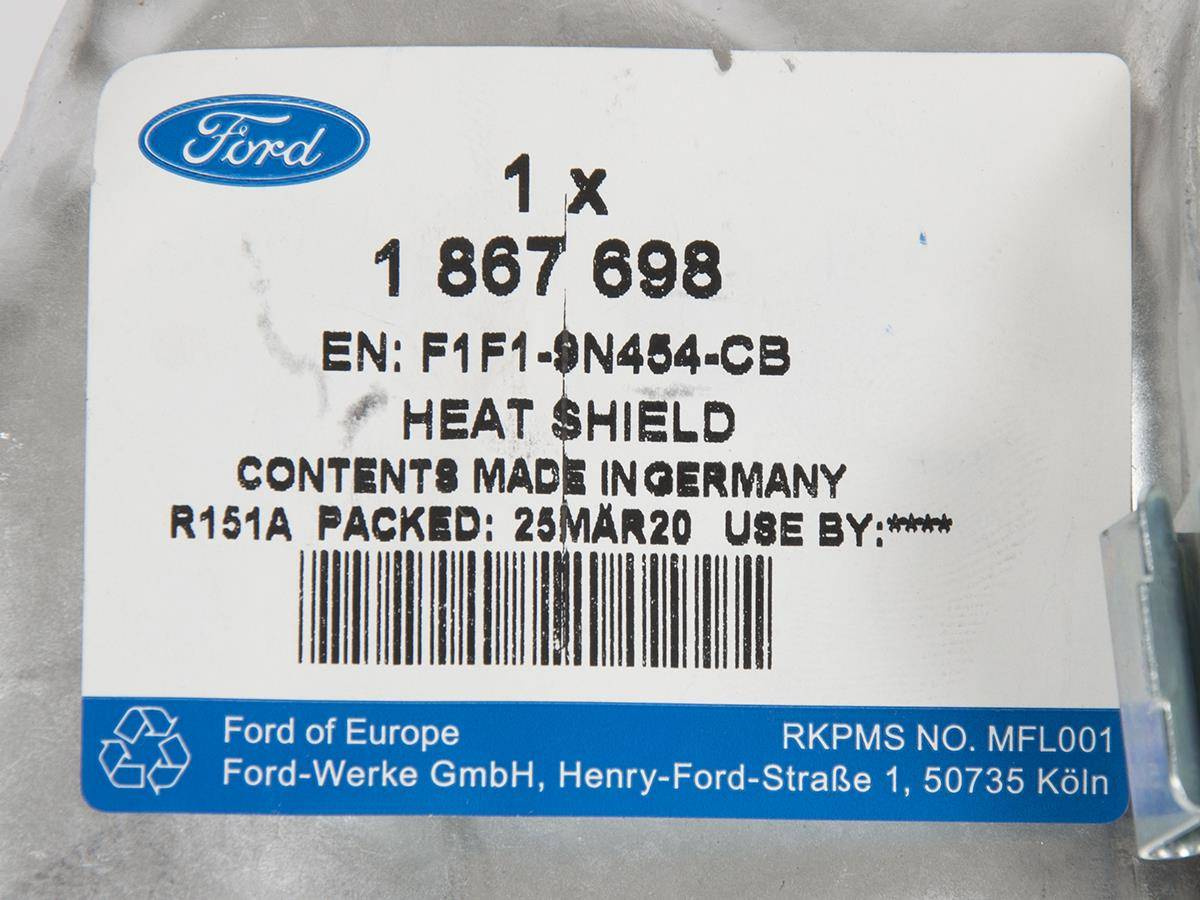 Ford
1 x
1 867 698
EN: F1F1-9N454-CB
HEAT SHIELD
CONTENTS MADE IN GERMANY
R151A PACKED: 25MÄR20 USE BY:****
Ford of Europe RKPMS NO. MFL001
Ford-Werke GmbH, Henry-Ford-Straße 1, 50735 Köln